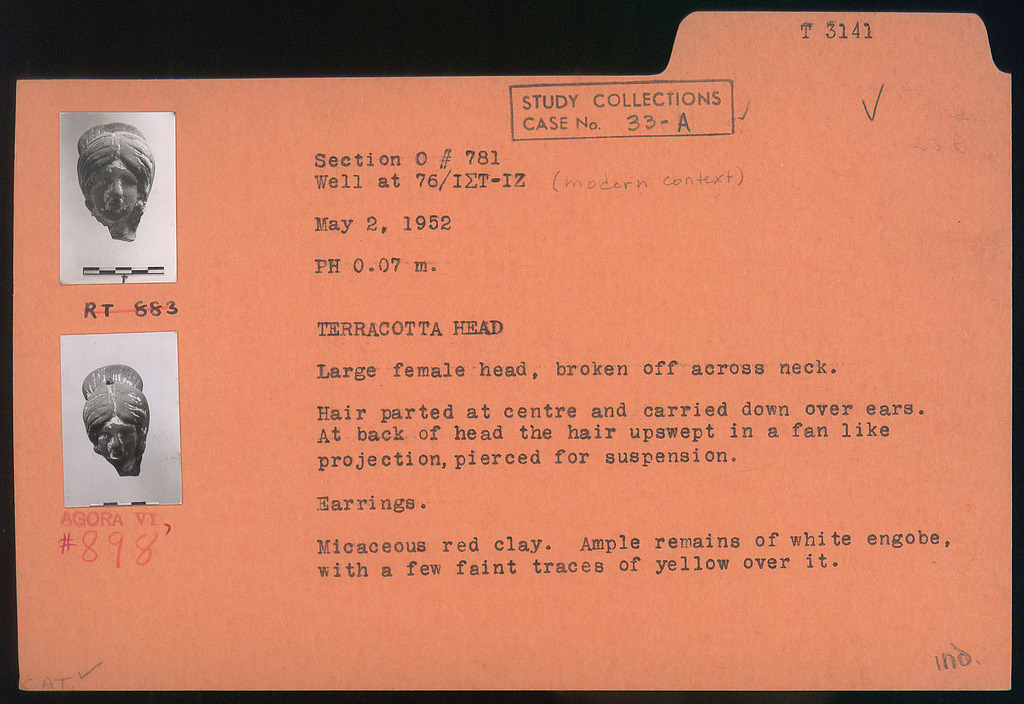 T 3141
STUDY COLLECTIONS
CASE No. 33-A
Section O # 781
Well at 76/ΙΣΤ-ΙΖ (modern context)
May 2, 1952
PH 0.07 m.
RT 883
TERRACOTTA HEAD
Large female head, broken off across neck.
Hair parted at centre and carried down over ears.
At back of head the hair upswept in a fan like
projection, pierced for suspension.
Earrings.
AGORA VI,
#898
Micaceous red clay. Ample remains of white engobe,
with a few faint traces of yellow over it.
ind.
CAT.